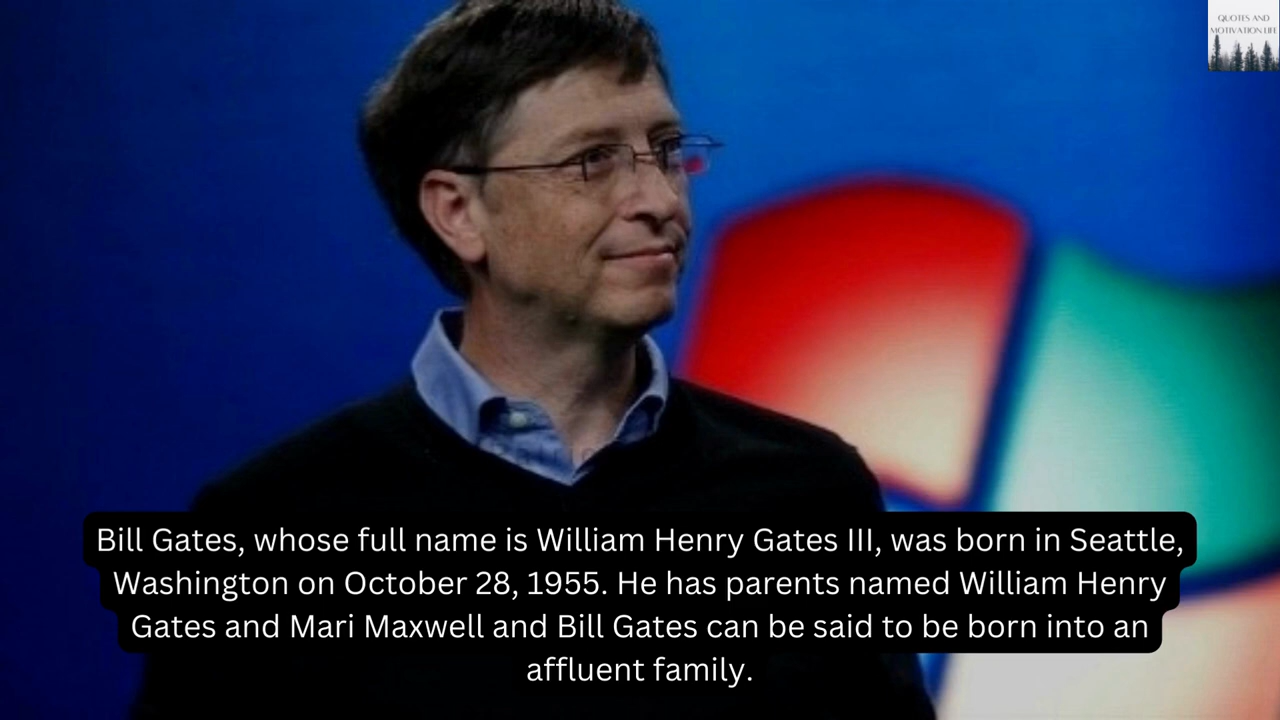 QUOTES AND
MOTIVATION LIFE
Bill Gates, whose full name is William Henry Gates III, was born in Seattle,
Washington on October 28, 1955. He has parents named William Henry
Gates and Mari Maxwell and Bill Gates can be said to be born into an
affluent family.